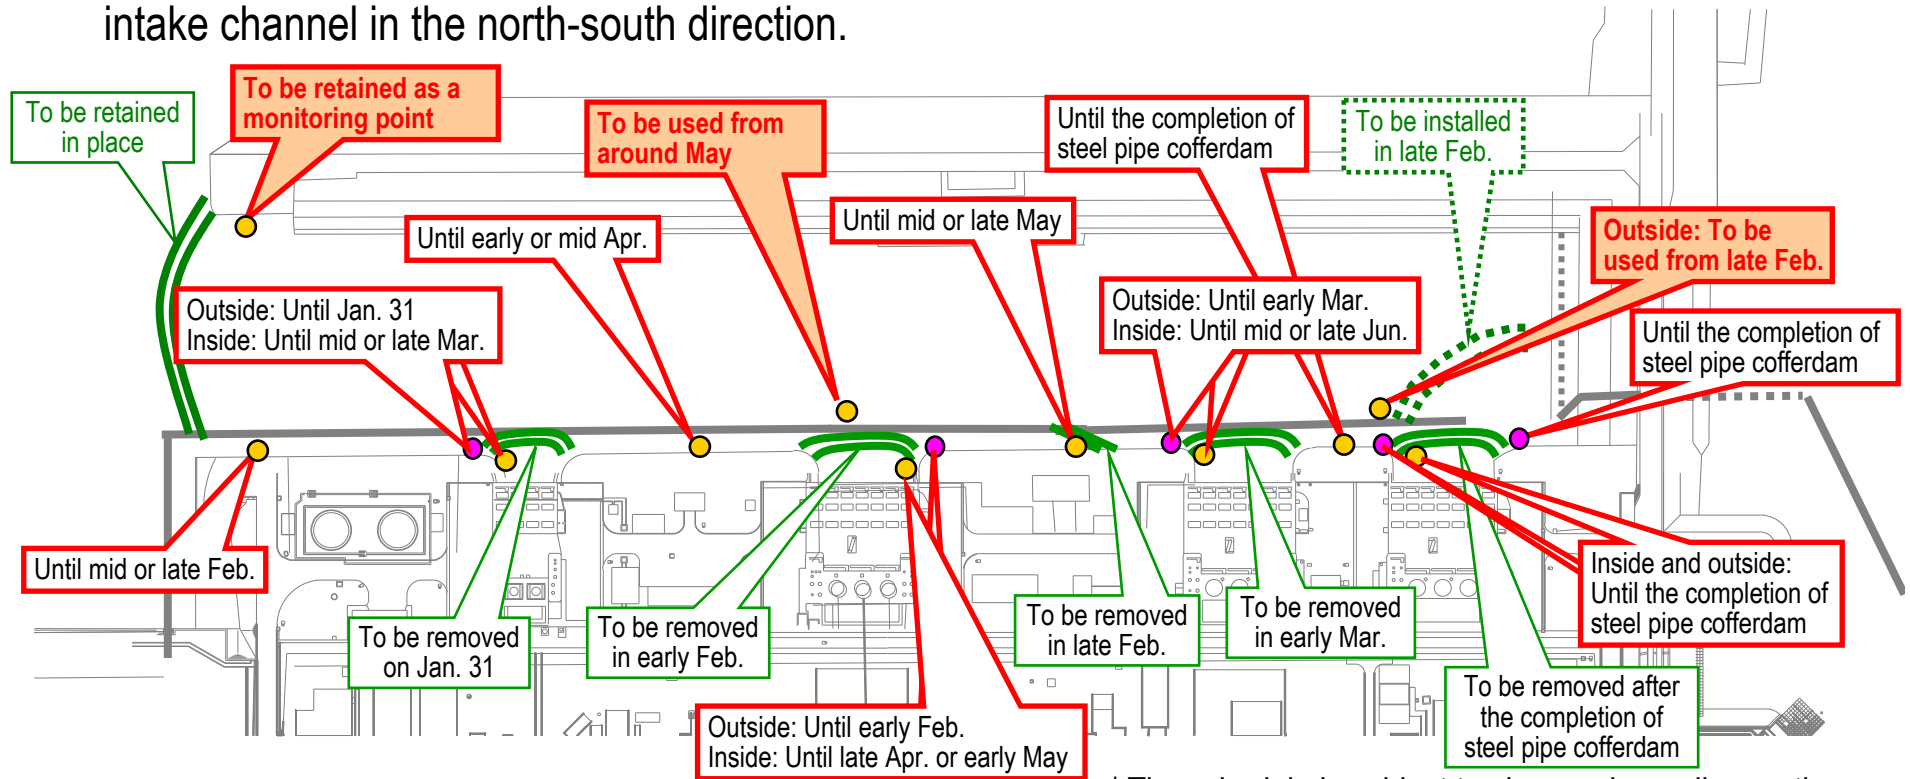 intake channel in the north-south direction.
To be retained
in place
To be retained as a
monitoring point
To be used from
around May
Until the completion of
steel pipe cofferdam
To be installed
in late Feb.
Until early or mid Apr.
Until mid or late May
Outside: To be
used from late Feb.
Outside: Until Jan. 31
Inside: Until mid or late Mar.
Outside: Until early Mar.
Inside: Until mid or late Jun.
Until the completion of
steel pipe cofferdam
Until mid or late Feb.
To be removed
on Jan. 31
To be removed
in early Feb.
To be removed
in late Feb.
To be removed
in early Mar.
Inside and outside:
Until the completion of
steel pipe cofferdam
To be removed after
the completion of
steel pipe cofferdam
Outside: Until early Feb.
Inside: Until late Apr. or early May